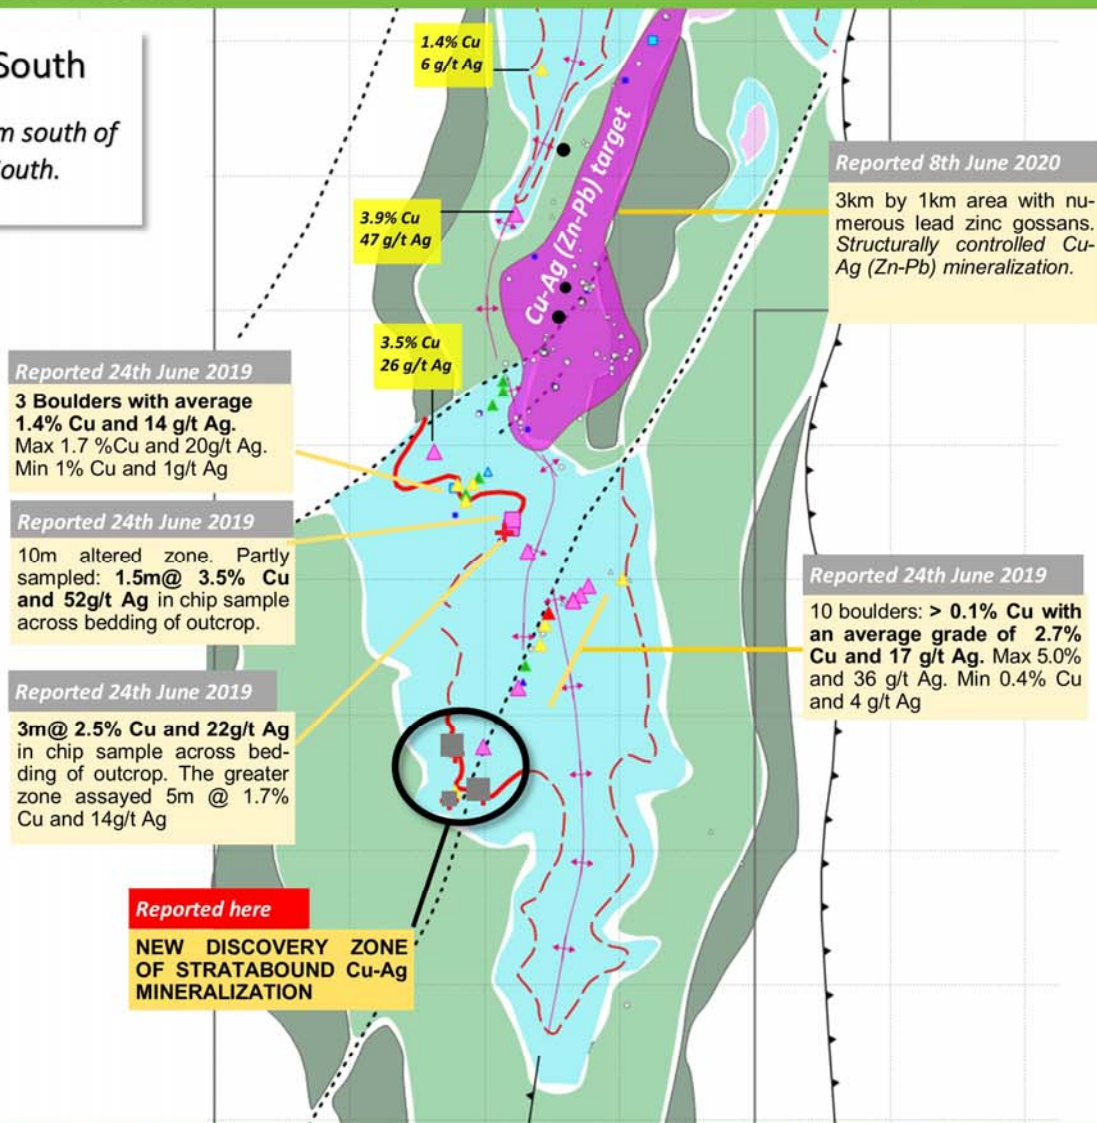 South
m south of
South.
1.4% Cu
6 g/t Ag
3.9% Cu
47 g/t Ag
3.5% Cu
26 g/t Ag
Cu-Ag (Zn-Pb) target
Reported 8th June 2020
3km by 1km area with nu-
merous lead zinc gossans.
Structurally controlled Cu-
Ag (Zn-Pb) mineralization.
Reported 24th June 2019
3 Boulders with average
1.4% Cu and 14 g/t Ag.
Max 1.7 %Cu and 20g/t Ag.
Min 1% Cu and 1g/t Ag
Reported 24th June 2019
10m altered zone. Partly
sampled: 1.5m@ 3.5% Cu
and 52g/t Ag in chip sample
across bedding of outcrop.
Reported 24th June 2019
3m@ 2.5% Cu and 22g/t Ag
in chip sample across bed-
ding of outcrop. The greater
zone assayed 5m @ 1.7%
Cu and 14g/t Ag
Reported 24th June 2019
10 boulders: > 0.1% Cu with
an average grade of 2.7%
Cu and 17 g/t Ag. Max 5.0%
and 36 g/t Ag. Min 0.4% Cu
and 4 g/t Ag
Reported here
NEW DISCOVERY ZONE
OF STRATABOUND Cu-Ag
MINERALIZATION